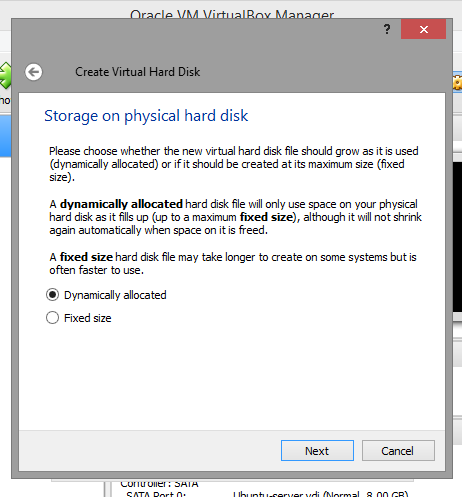 Oracle VM VirtualBox Manager
?
Create Virtual Hard Disk
Storage on physical hard disk
Please choose whether the new virtual hard disk file should grow as it is used
(dynamically allocated) or if it should be created at its maximum size (fixed
size).
A dynamically allocated hard disk file will only use space on your physical
hard disk as it fills up (up to a maximum fixed size), although it will not shrink
again automatically when space on it is freed.
A fixed size hard disk file may take longer to create on some systems but is
often faster to use.
Dynamically allocated
Fixed size
Next Cancel
Controller: SATA
SATA Port 0: Ubuntu-server.vdi (Normal, 8.00 GB)